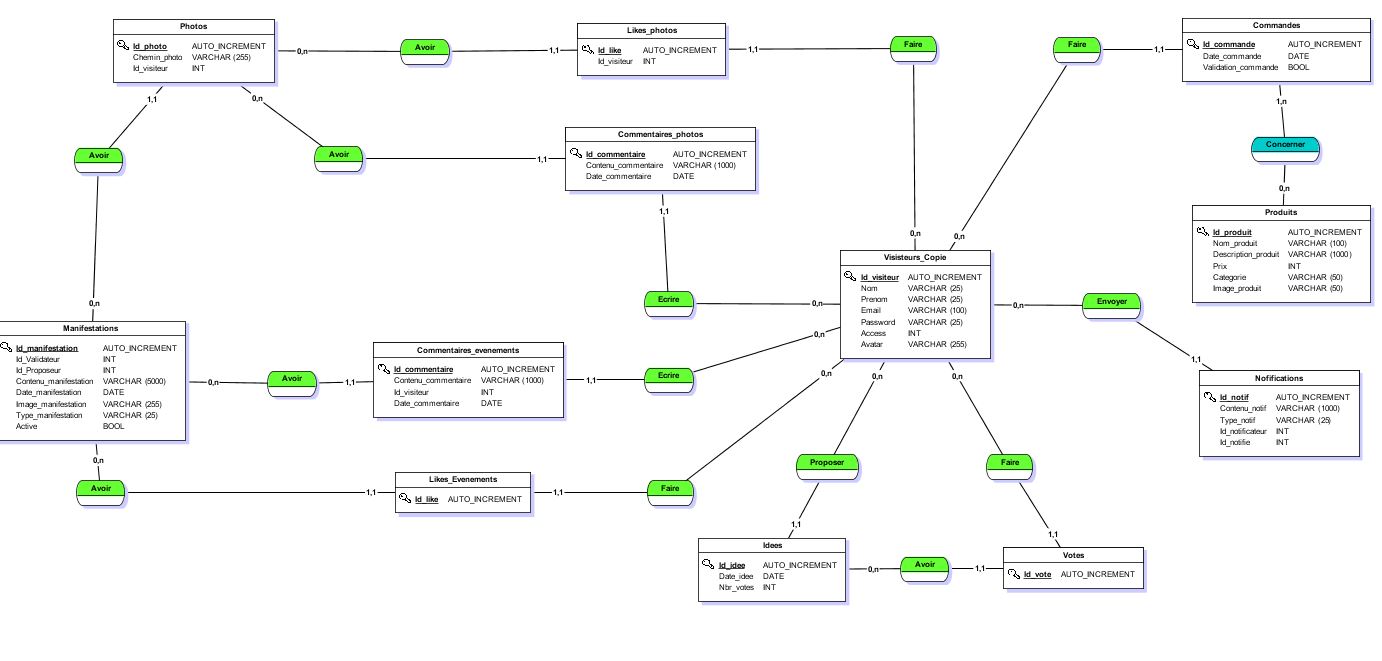 Photos
Id_photo AUTO_INCREMENT
Chemin_photo VARCHAR (255)
Id_visiteur INT
0,n
Avoir
1,1
Likes_photos
Id_like AUTO_INCREMENT
Id_visiteur INT
1,1
Faire
0,n
Faire
0,n
1,1
Commandes
Id_commande AUTO_INCREMENT
Date_commande DATE
Validation_commande BOOL
1,n
Concerner
0,n
Produits
Id_produit AUTO_INCREMENT
Nom_produit VARCHAR (100)
Description_produit VARCHAR (1000)
Prix INT
Categorie VARCHAR (50)
Image_produit VARCHAR (50)
1,1
Avoir
0,n
0,n
Avoir
1,1
Commentaires_photos
Id_commentaire AUTO_INCREMENT
Contenu_commentaire VARCHAR (1000)
Date_commentaire DATE
1,1
Ecrire
0,n
Visisteurs_Copie
Id_visiteur AUTO_INCREMENT
Nom VARCHAR (25)
Prenom VARCHAR (25)
Email VARCHAR (100)
Password VARCHAR (25)
Access INT
Avatar VARCHAR (255)
0,n
Envoyer
1,1
Nofifications
Id_notif AUTO_INCREMENT
Contenu_notif VARCHAR (1000)
Type_notif VARCHAR (25)
Id_notificateur INT
Id_notifie INT
Manifestations
Id_manifestation AUTO_INCREMENT
Id_Validateur INT
Id_Proposeur INT
Contenu_manifestation VARCHAR (5000)
Date_manifestation DATE
Image_manifestation VARCHAR (255)
Type_manifestation VARCHAR (25)
Active BOOL
0,n
Avoir
1,1
Commentaires_evenements
Id_commentaire AUTO_INCREMENT
Contenu_commentaire VARCHAR (1000)
Id_visiteur INT
Date_commentaire DATE
1,1
Ecrire
0,n
0,n
Avoir
1,1
Likes_Evenements
Id_like AUTO_INCREMENT
1,1
Faire
0,n
0,n
Proposer
1,1
0,n
Faire
1,1
Idees
Id_idee AUTO_INCREMENT
Date_idee DATE
Nbr_votes INT
0,n
Avoir
1,1
Votes
Id_vote AUTO_INCREMENT